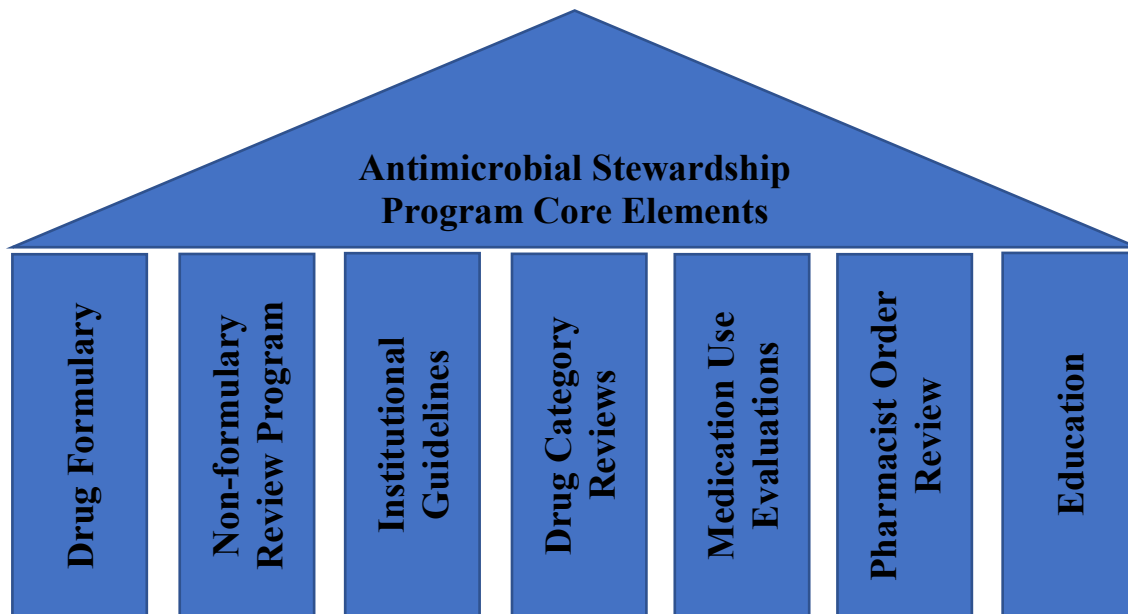 Antimicrobial Stewardship
Program Core Elements
Drug Formulary
Non-formulary
Review Program
Institutional
Guidelines
Drug Category
Reviews
Medication Use
Evaluations
Pharmacist Order
Review
Education